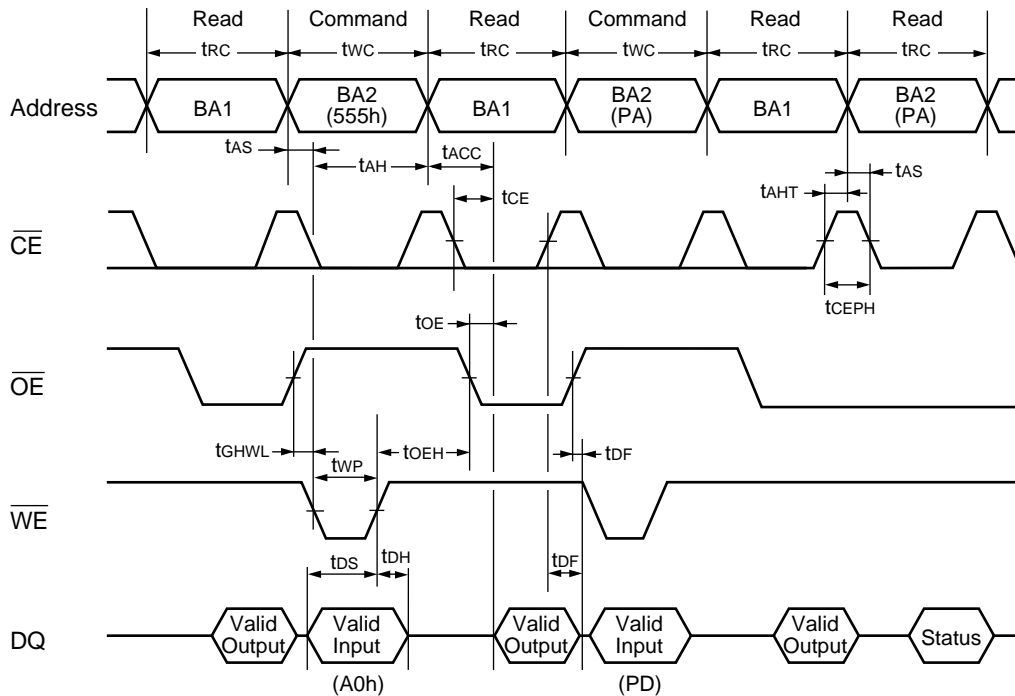 Read Command Read Command Read Read
tRC tWC tRC tWC tRC tRC
Address BA1 BA2 (555h) BA1 BA2 (PA) BA1 BA2 (PA)
tAS tAH tACC tAS
tAHT
tCE
CE
tCEPH
tOE
OE
tGHWL tWP tOEH tDF
WE
tDS tDH tDF
DQ Valid Output Valid Input Valid Output Valid Input Valid Output Status
(A0h) (PD)